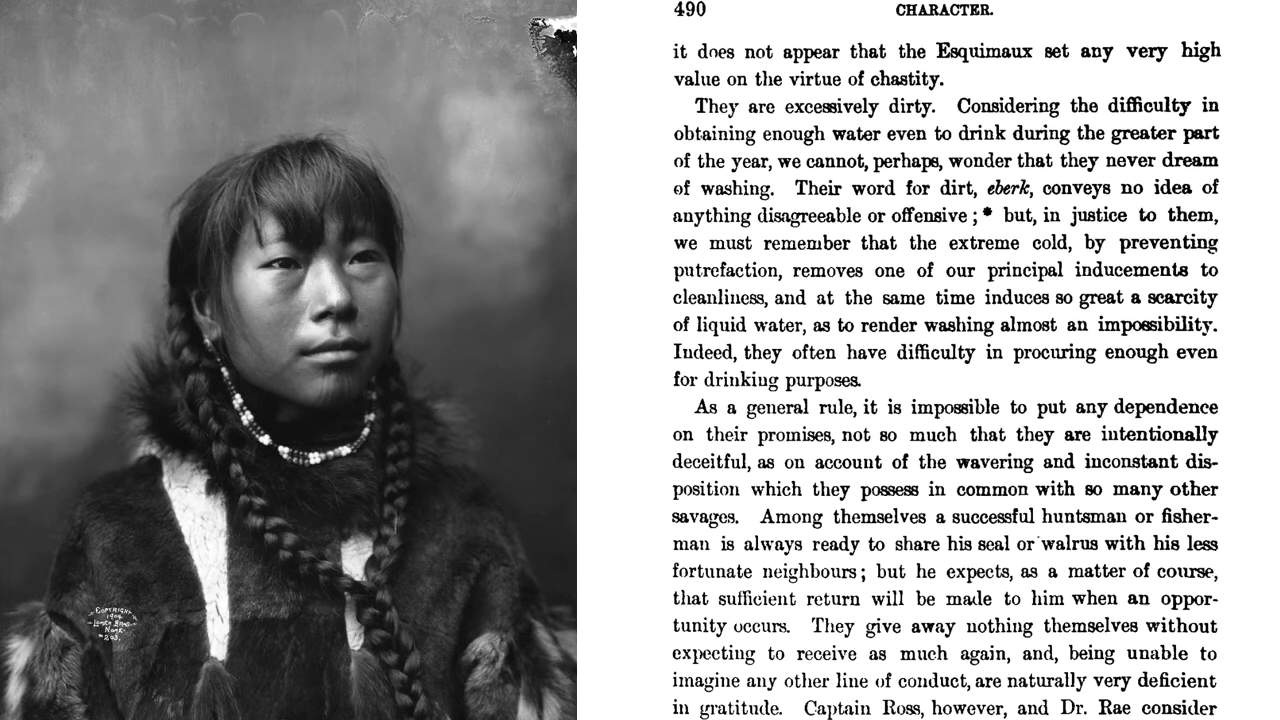 COPYRIGHT
1904
LOMEN BROS
NOME
490 CHARACTER.
it does not appear that the Esquimaux set any very high
value on the virtue of chastity.
They are excessively dirty. Considering the difficulty in
obtaining enough water even to drink during the greater part
of the year, we cannot, perhaps, wonder that they never dream
of washing. Their word for dirt, eberk, conveys no idea of
anything disagreeable or offensive ; * but, in justice to them,
we must remember that the extreme cold, by preventing
putrefaction, removes one of our principal inducements to
cleanliness, and at the same time induces so great a scarcity
of liquid water, as to render washing almost an impossibility.
Indeed, they often have difficulty in procuring enough even
for drinking purposes.
As a general rule, it is impossible to put any dependence
on their promises, not so much that they are intentionally
deceitful, as on account of the wavering and inconstant dis-
position which they possess in common with so many other
savages. Among themselves a successful huntsman or fisher-
man is always ready to share his seal or walrus with his less
fortunate neighbours ; but he expects, as a matter of course,
that sufficient return will be made to him when an oppor-
tunity occurs. They give away nothing themselves without
expecting to receive as much again, and, being unable to
imagine any other line of conduct, are naturally very deficient
in gratitude. Captain Ross, however, and Dr. Rae consider